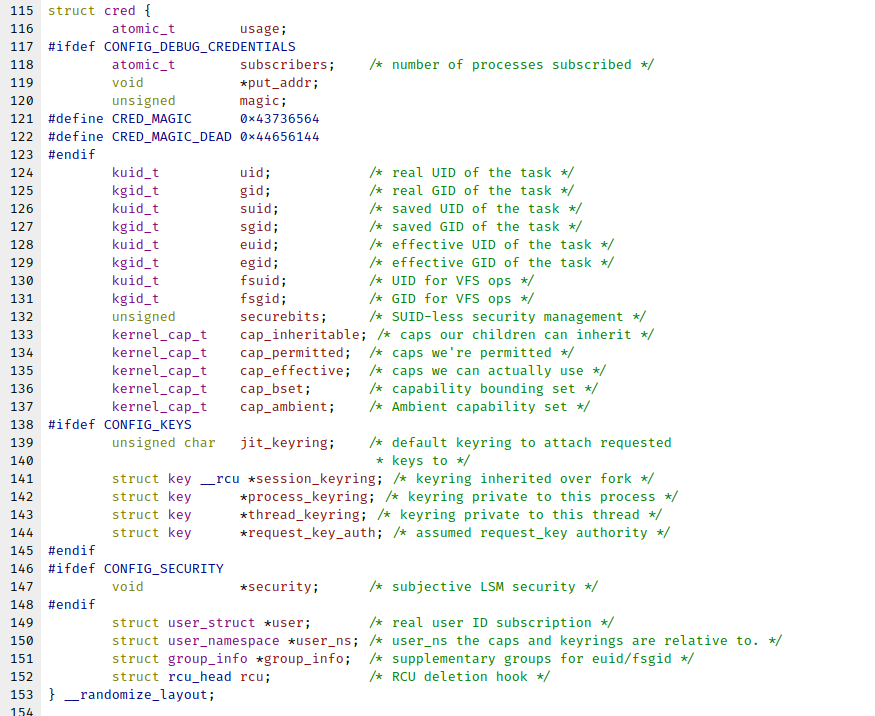 115 struct cred {
116         atomic_t        usage;
117 #ifdef CONFIG_DEBUG_CREDENTIALS
118         atomic_t        subscribers;    /* number of processes subscribed */
119         void            *put_addr;
120         unsigned        magic;
121 #define CRED_MAGIC      0x43736564
122 #define CRED_MAGIC_DEAD 0x44656144
123 #endif
124         kuid_t          uid;            /* real UID of the task */
125         kgid_t          gid;            /* real GID of the task */
126         kuid_t          suid;           /* saved UID of the task */
127         kgid_t          sgid;           /* saved GID of the task */
128         kuid_t          euid;           /* effective UID of the task */
129         kgid_t          egid;           /* effective GID of the task */
130         kuid_t          fsuid;          /* UID for VFS ops */
131         kgid_t          fsgid;          /* GID for VFS ops */
132         unsigned        securebits;     /* SUID-less security management */
133         kernel_cap_t    cap_inheritable; /* caps our children can inherit */
134         kernel_cap_t    cap_permitted;  /* caps we're permitted */
135         kernel_cap_t    cap_effective;  /* caps we can actually use */
136         kernel_cap_t    cap_bset;       /* capability bounding set */
137         kernel_cap_t    cap_ambient;    /* Ambient capability set */
138 #ifdef CONFIG_KEYS
139         unsigned char   jit_keyring;    /* default keyring to attach requested
140                                          * keys to */
141         struct key __rcu *session_keyring; /* keyring inherited over fork */
142         struct key      *process_keyring; /* keyring private to this process */
143         struct key      *thread_keyring; /* keyring private to this thread */
144         struct key      *request_key_auth; /* assumed request_key authority */
145 #endif
146 #ifdef CONFIG_SECURITY
147         void            *security;      /* subjective LSM security */
148 #endif
149         struct user_struct *user;       /* real user ID subscription */
150         struct user_namespace *user_ns; /* user_ns the caps and keyrings are relative to. */
151         struct group_info *group_info;  /* supplementary groups for euid/fsgid */
152         struct rcu_head rcu;            /* RCU deletion hook */
153 } __randomize_layout;
154